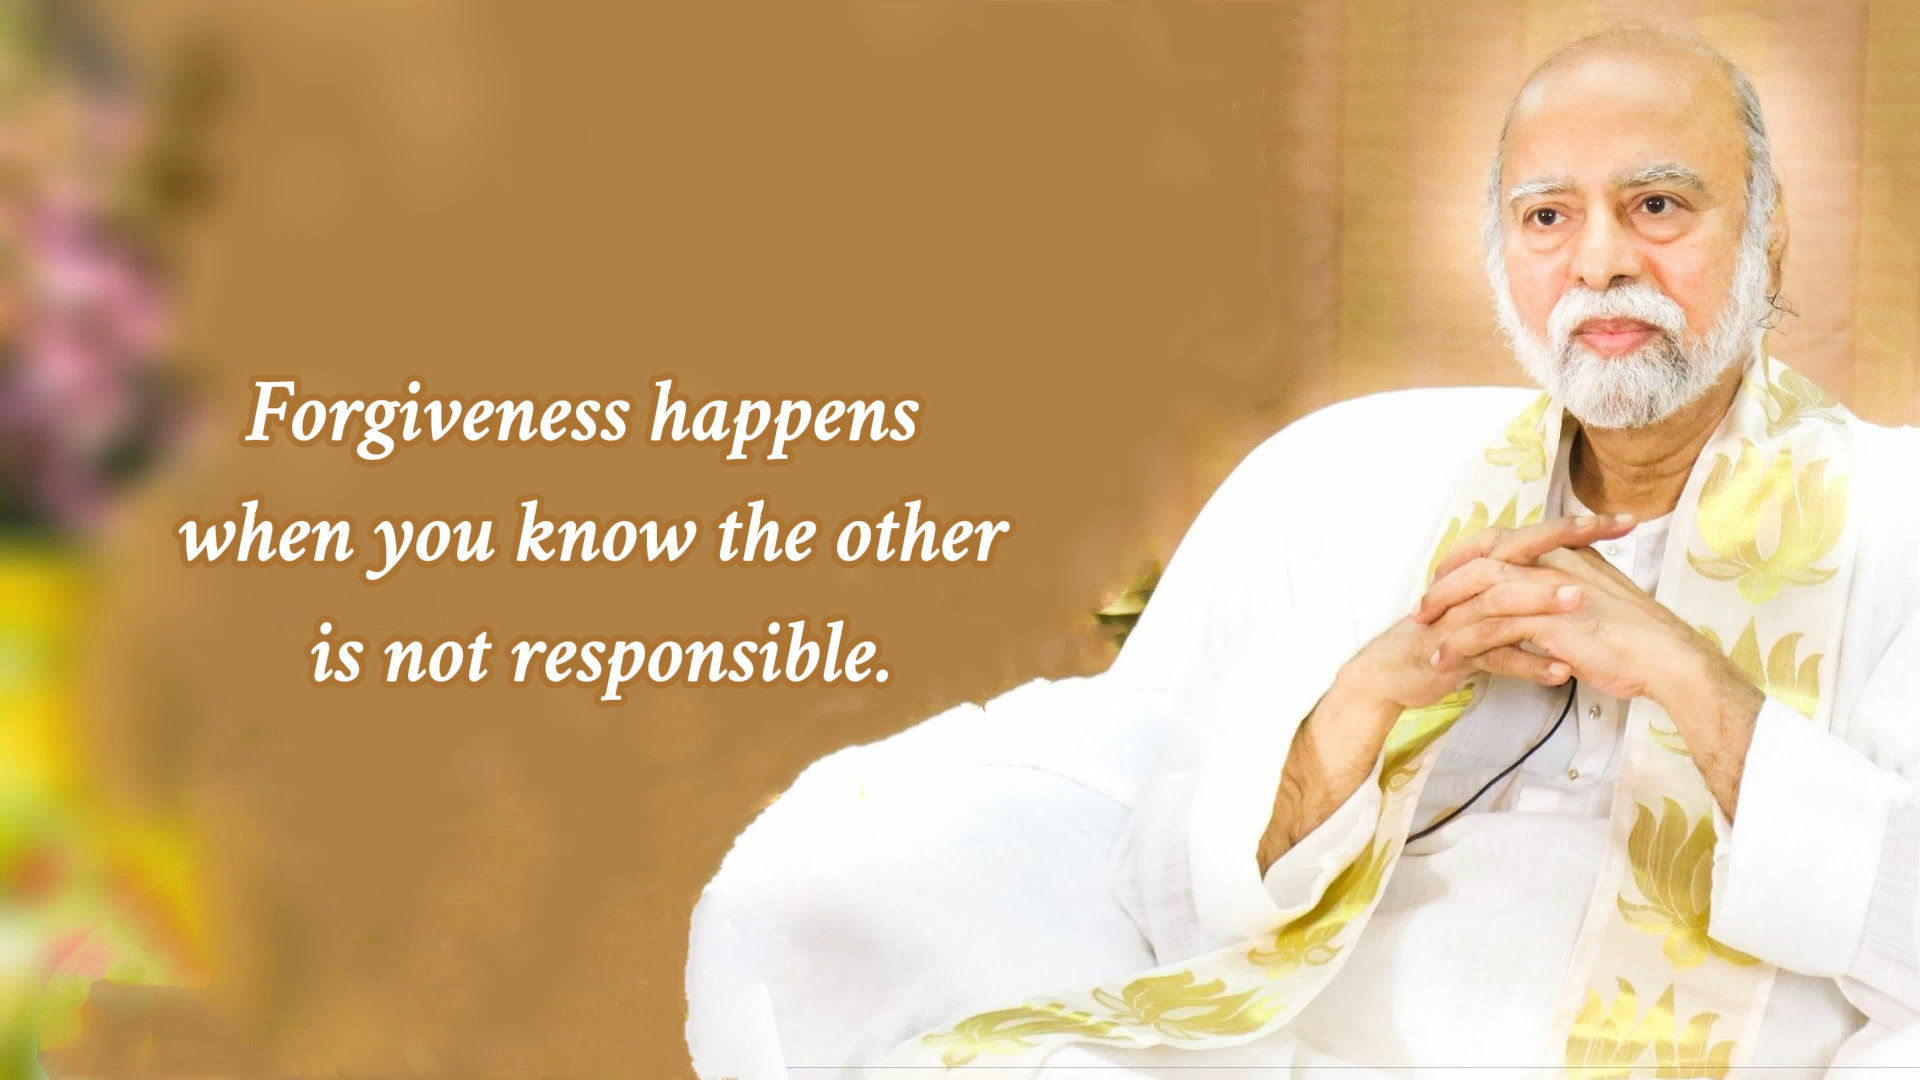 Forgiveness happens
when you know the other
is not responsible.